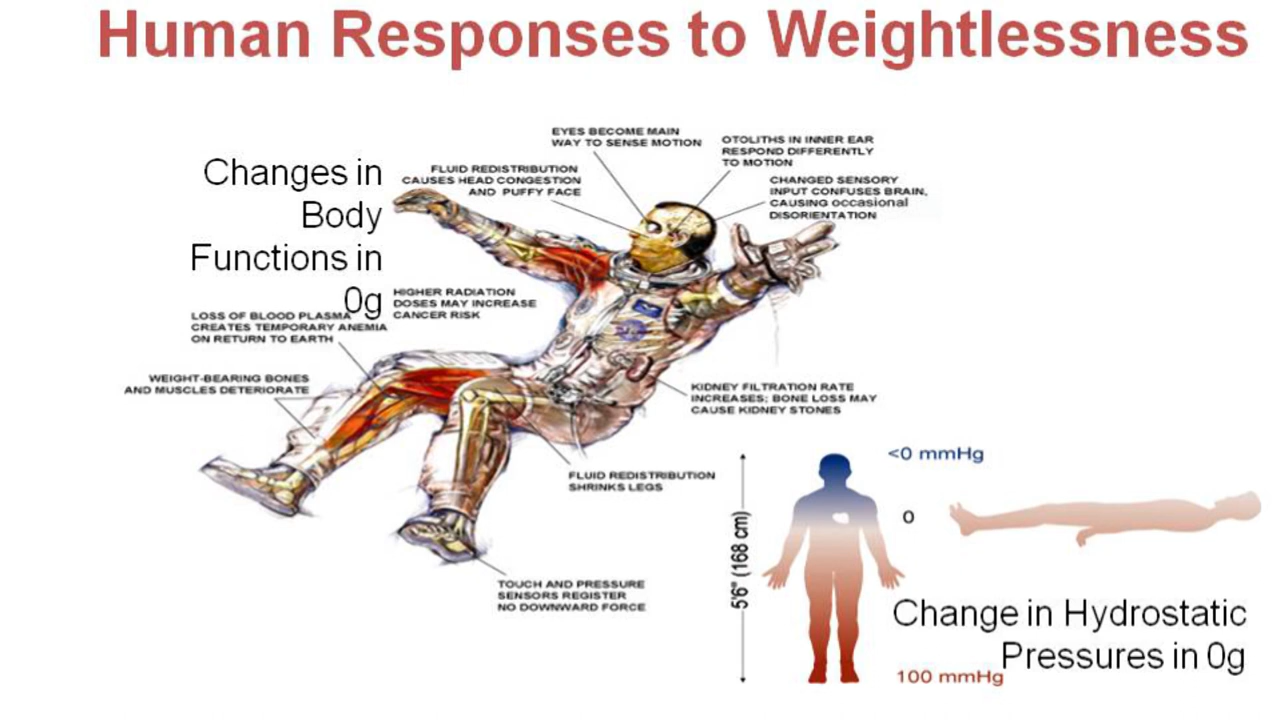 Human Responses to Weightlessness
Changes in
Body
Functions in
0g
EYES BECOME MAIN
WAY TO SENSE MOTION
OTOLITHS IN INNER EAR
RESPOND DIFFERENTLY
TO MOTION
FLUID REDISTRIBUTION
CAUSES HEAD CONGESTION
AND PUFFY FACE
CHANGED SENSORY
INPUT CONFUSES BRAIN,
CAUSING occasional
DISORIENTATION
HIGHER RADIATION
DOSES MAY INCREASE
CANCER RISK
LOSS OF BLOOD PLASMA
CREATES TEMPORARY ANEMIA
ON RETURN TO EARTH
WEIGHT-BEARING BONES
AND MUSCLES DETERIORATE
KIDNEY FILTRATION RATE
INCREASES; BONE LOSS MAY
CAUSE KIDNEY STONES
FLUID REDISTRIBUTION
SHRINKS LEGS
TOUCH AND PRESSURE
SENSORS REGISTER
NO DOWNWARD FORCE
5'6" (168 cm)
<0 mmHg
0
100 mmHg
Change in Hydrostatic
Pressures in 0g